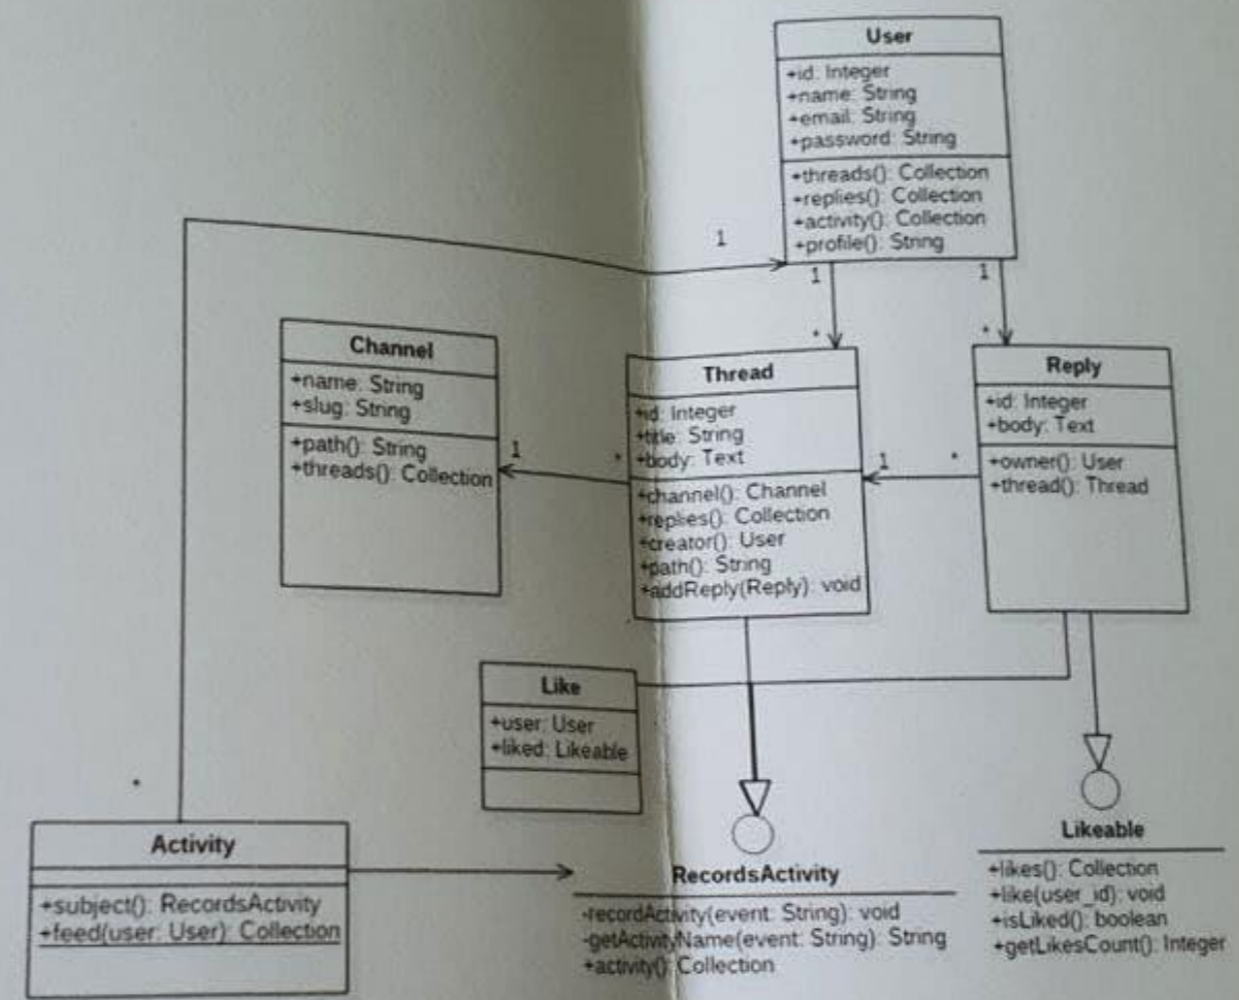 User
+id: Integer
+name: String
+email: String
+password: String
+threads(): Collection
+replies(): Collection
+activity(): Collection
+profile(): String
1
1
1
*
*
Channel
+name: String
+slug: String
+path(): String
+threads(): Collection
1
*
Thread
+id: Integer
+title: String
+body: Text
+channel(): Channel
+replies(): Collection
+creator(): User
+path(): String
+addReply(Reply): void
1
*
Reply
+id: Integer
+body: Text
+owner(): User
+thread(): Thread
Like
+user: User
+liked: Likeable
*
Activity
+subject(): RecordsActivity
+feed(user: User): Collection
RecordsActivity
-recordActivity(event: String): void
-getActivityName(event: String): String
+activity(): Collection
Likeable
+likes(): Collection
+like(user_id): void
+isLiked(): boolean
+getLikesCount(): Integer